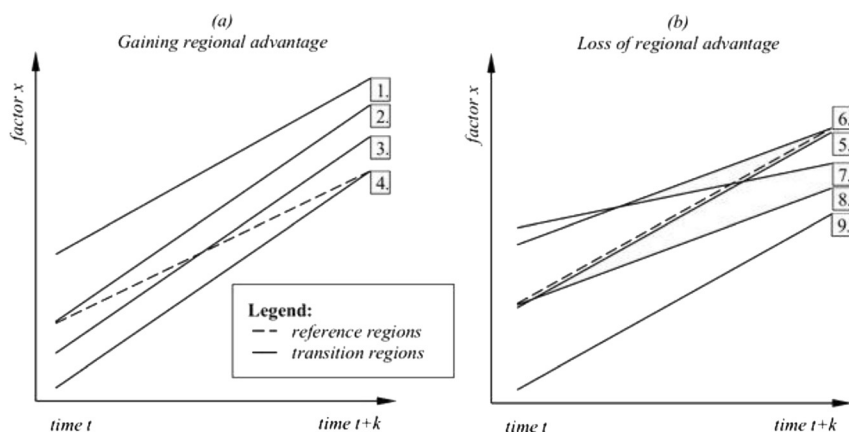 (a)
Gaining regional advantage
factor x
1.
2.
3.
4.
Legend:
reference regions
transition regions
time t
time t+k
(b)
Loss of regional advantage
factor x
6.
5.
7.
8.
9.
time t
time t+k